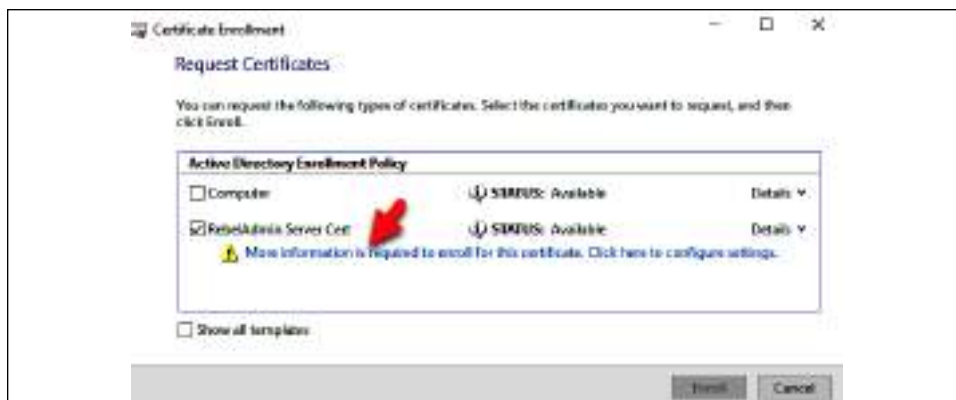 Certificate Enrollment
Request Certificates
You can request the following types of certificates. Select the certificates you want to request, and then
click Enroll.
Active Directory Enrollment Policy
Computer
STATUS: Available
Details
RebelAdmin Server Cert
STATUS: Available
Details
More information is required to enroll for this certificate. Click here to configure settings.
Show all templates
Enroll
Cancel